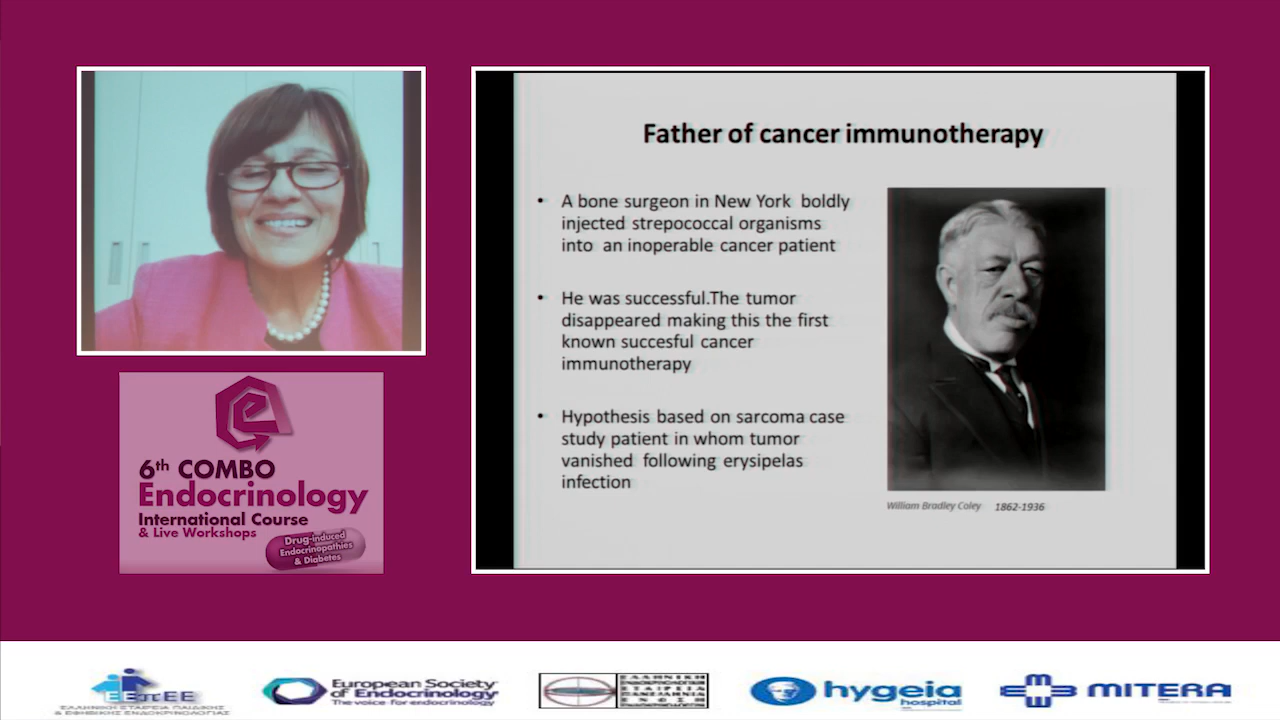 Father of cancer immunotherapy
• A bone surgeon in New York boldly
injected strepococcal organisms
into an inoperable cancer patient
• He was successful.The tumor
disappeared making this the first
known succesful cancer
immunotherapy
• Hypothesis based on sarcoma case
study patient in whom tumor
vanished following erysipelas
infection
William Bradley Coley 1862-1936
6th COMBO
Endocrinology
International Course
& Live Workshops
Drug-induced
Endocrinopathies
& Diabetes
ΕΛΛΗΝΙΚΗ ΕΤΑΙΡΕΙΑ ΠΑΙΔΙΚΗΣ
& ΕΦΗΒΙΚΗΣ ΕΝΔΟΚΡΙΝΟΛΟΓΙΑΣ
European Society
of Endocrinology
The voice for endocrinology
ΕΛΛΗΝΙΚΗ
ΕΝΔΟΚΡΙΝΟΛΟΓΙΚΗ
ΕΤΑΙΡΕΙΑ
hygeia
hospital
MITERA